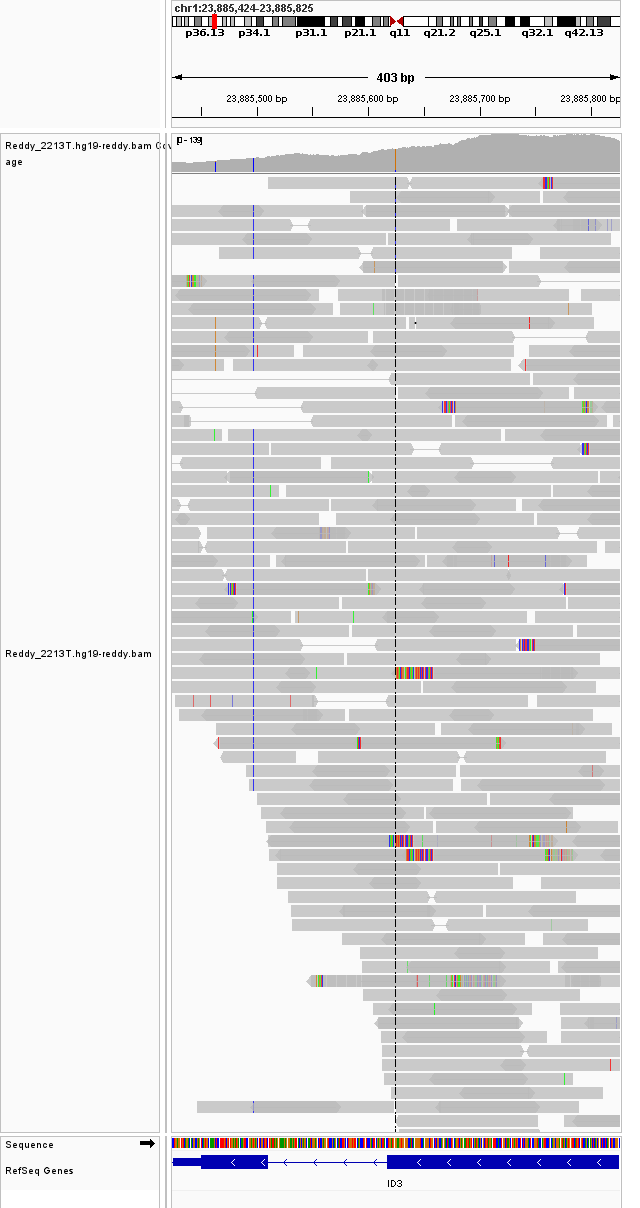 chr1:23,885,424-23,885,825
p36.13 p34.1 p31.1 p21.1 q11 q21.2 q25.1 q32.1 q42.13
403 bp
23,885,500 bp 23,885,600 bp 23,885,700 bp 23,885,800 bp
[0 - 139]
Reddy_2213T.hg19-reddy.bam Cov
age
Reddy_2213T.hg19-reddy.bam
Sequence
RefSeq Genes
ID3